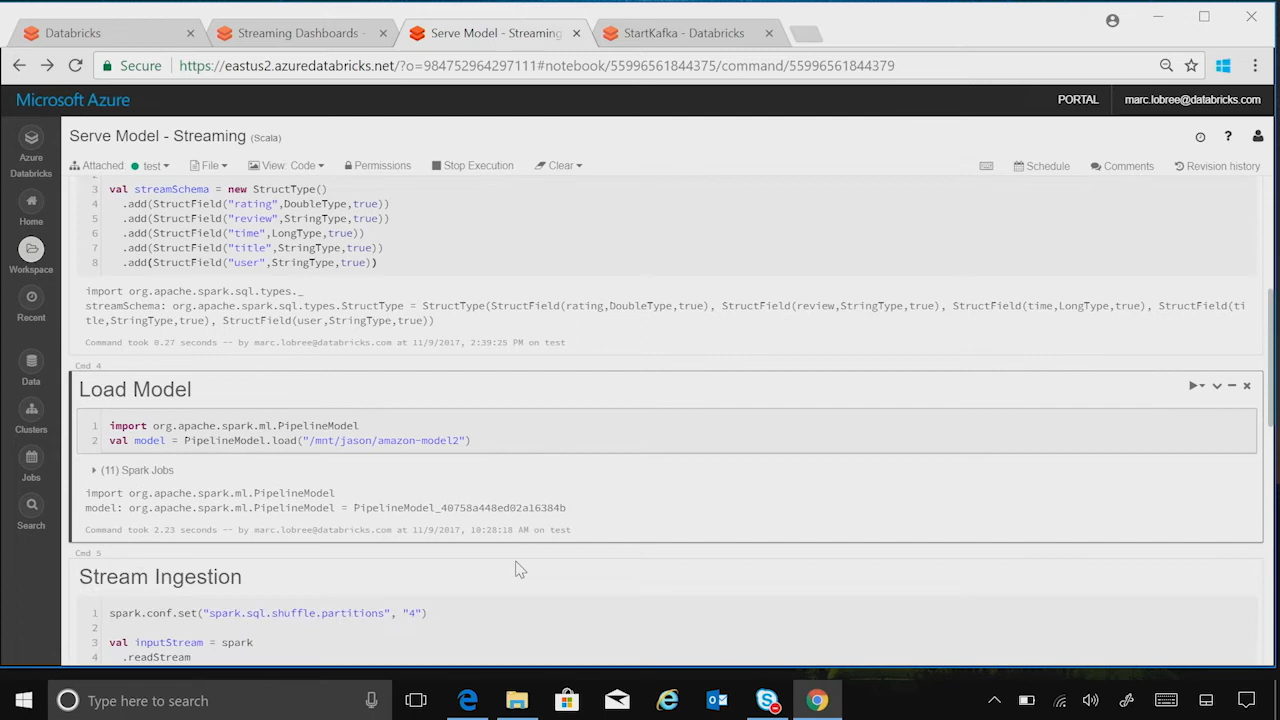 Databricks
Streaming Dashboards -
Serve Model - Streaming
StartKafka - Databricks
Secure
https://eastus2.azuredatabricks.net/?o=984752964297111#notebook/55996561844375/command/55996561844379
Microsoft Azure
PORTAL
marc.lobree@databricks.com
Azure Databricks
Home
Workspace
Recent
Data
Clusters
Jobs
Search
Serve Model - Streaming (Scala)
Attached test File View: Code Permissions Stop Execution Clear Schedule Comments Revision history
2
3 val streamSchema = new StructType()
4 .add(StructField("rating",DoubleType,true))
5 .add(StructField("review",StringType,true))
6 .add(StructField("time",LongType,true))
7 .add(StructField("title",StringType,true))
8 .add(StructField("user",StringType,true))
import org.apache.spark.sql.types._
streamSchema: org.apache.spark.sql.types.StructType = StructType(StructField(rating,DoubleType,true), StructField(review,StringType,true), StructField(time,LongType,true), StructField(ti
tle,StringType,true), StructField(user,StringType,true))
Command took 0.27 seconds -- by marc.lobree@databricks.com at 11/9/2017, 2:39:25 PM on test
Cmd 4
Load Model
1 import org.apache.spark.ml.PipelineModel
2 val model = PipelineModel.load("/mnt/jason/amazon-model2")
(11) Spark Jobs
import org.apache.spark.ml.PipelineModel
model: org.apache.spark.ml.PipelineModel = PipelineModel_40758a448ed02a16384b
Command took 2.23 seconds -- by marc.lobree@databricks.com at 11/9/2017, 10:28:18 AM on test
Cmd 5
Stream Ingestion
1 spark.conf.set("spark.sql.shuffle.partitions", "4")
2
3 val inputStream = spark
4 .readStream
Type here to search